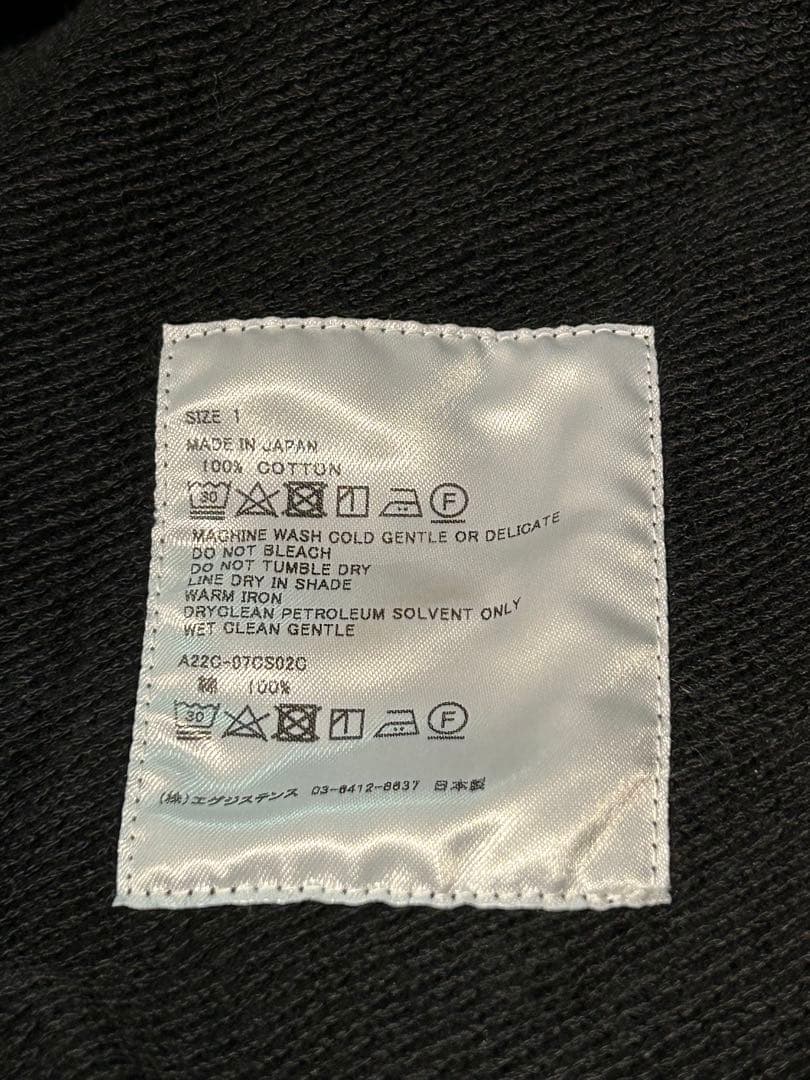 SIZE 1
MADE IN JAPAN
100% COTTON
30 F
MACHINE WASH COLD GENTLE OR DELICATE
DO NOT BLEACH
DO NOT TUMBLE DRY
LINE DRY IN SHADE
WARM IRON
DRYCLEAN PETROLEUM SOLVENT ONLY
WET CLEAN GENTLE
A22C-07CS02C
綿 100%
30 F
(株)エグジステンス 03-6412-8637 日本製